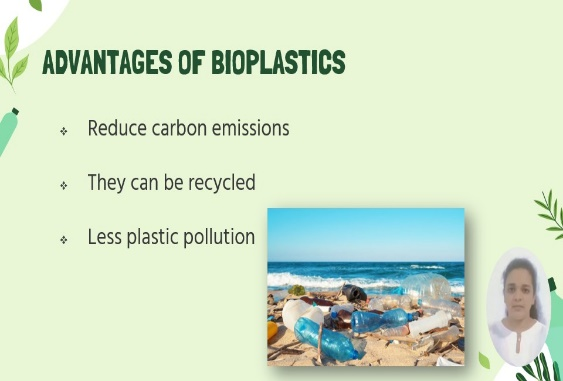 ADVANTAGES OF BIOPLASTICS
Reduce carbon emissions
They can be recycled
Less plastic pollution